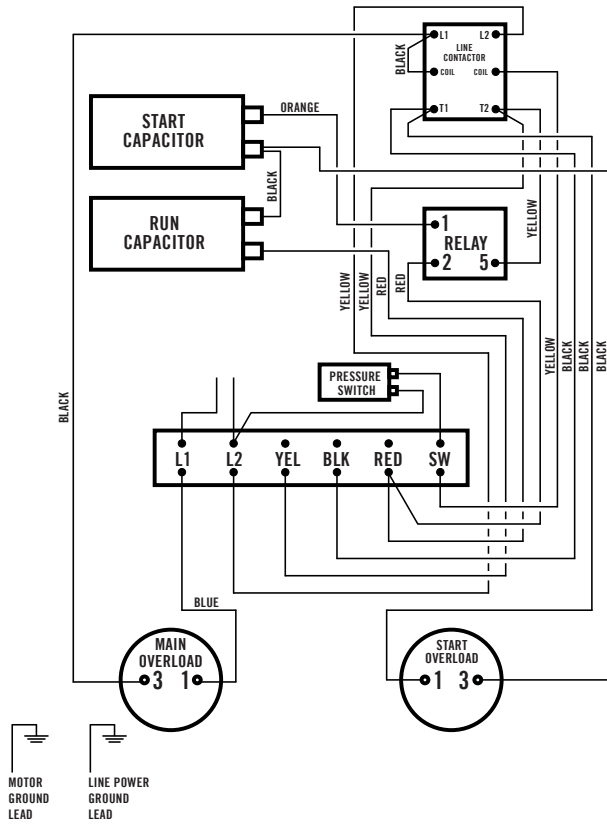 L1 L2
LINE
CONTACTOR
COIL COIL
T1 T2
BLACK
ORANGE
START
CAPACITOR
BLACK
RUN
CAPACITOR
1
RELAY
2 5
YELLOW
YELLOW
YELLOW
RED
RED
YELLOW
BLACK
BLACK
BLACK
BLACK
PRESSURE
SWITCH
L1 L2 YEL BLK RED SW
BLUE
MAIN
OVERLOAD
3 1
START
OVERLOAD
1 3
MOTOR
GROUND
LEAD
LINE POWER
GROUND
LEAD